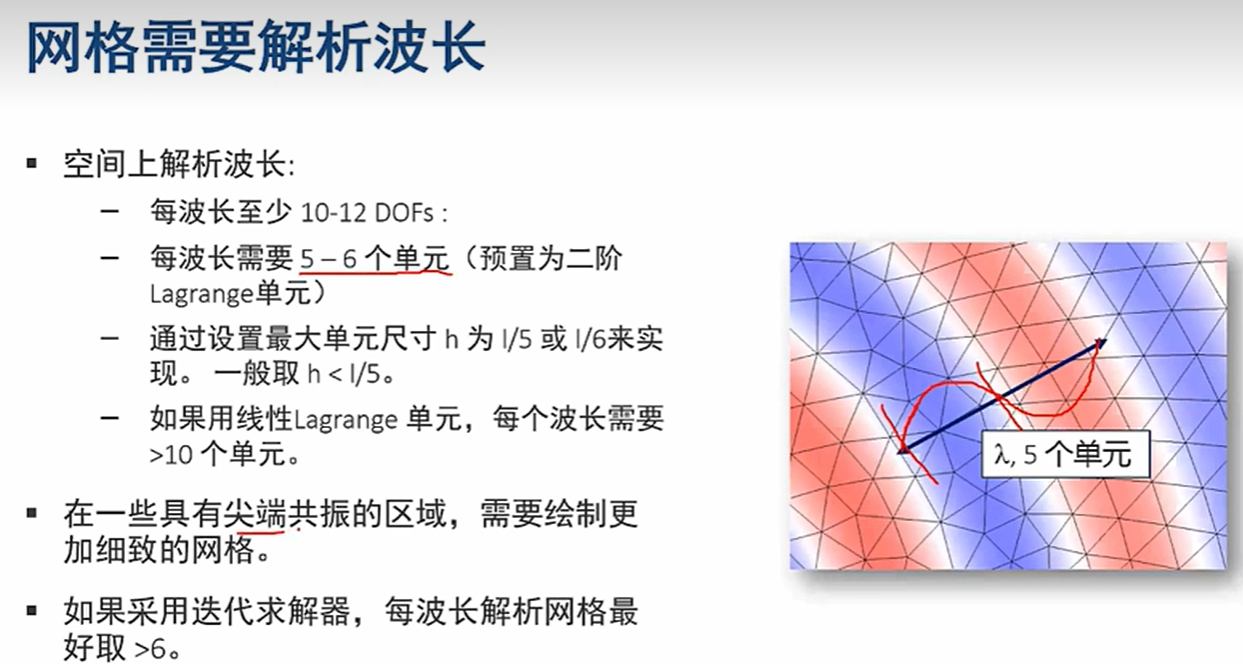 网格需要解析波长
▪ 空间上解析波长:
– 每波长至少 10-12 DOFs :
– 每波长需要 5 – 6 个单元（预置为二阶
Lagrange单元）
– 通过设置最大单元尺寸 h 为 l/5 或 l/6来实
现。 一般取 h < l/5。
– 如果用线性Lagrange 单元，每个波长需要
>10 个单元。
▪ 在一些具有尖端共振的区域，需要绘制更
加细致的网格。
▪ 如果采用迭代求解器，每波长解析网格最
好取 >6。
λ, 5 个单元